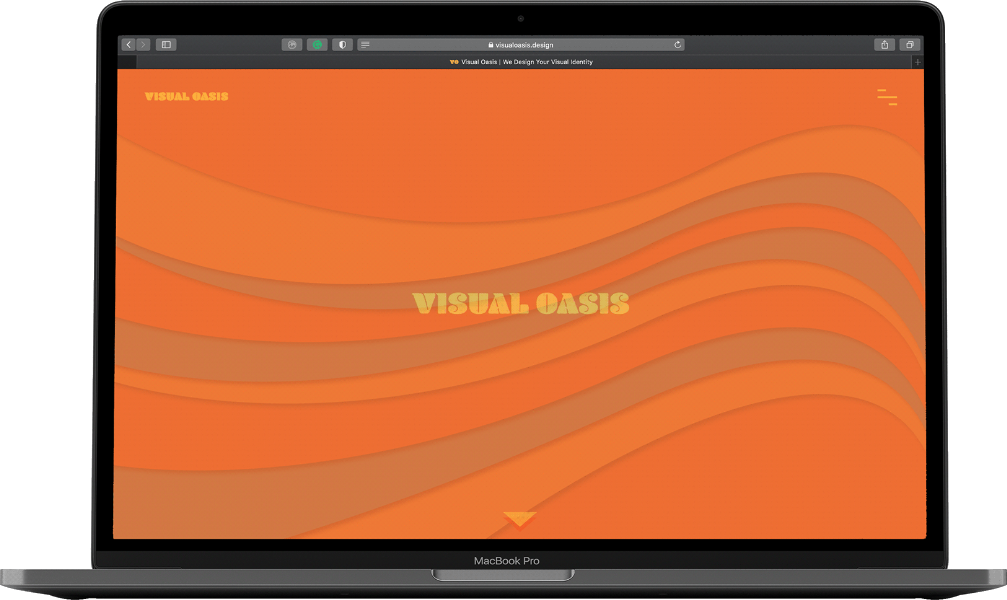 visualoasis.design
VO Visual Oasis | We Design Your Visual Identity
VISUAL OASIS
VISUAL OASIS
MacBook Pro